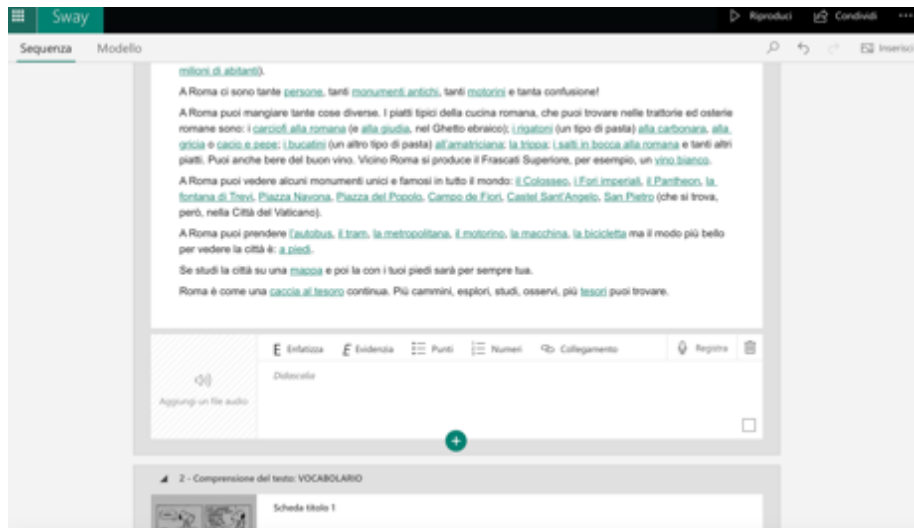 Sway
Riproduci
Condividi
Sequenza
Modello
Inserisci
milioni di abitanti).
A Roma ci sono tante persone, tanti monumenti antichi, tanti motorini e tanta confusione!
A Roma puoi mangiare tante cose diverse. I piatti tipici della cucina romana, che puoi trovare nelle trattorie ed osterie
romane sono: i carciofi alla romana (e alla giudia, nel Ghetto ebraico); i rigatoni (un tipo di pasta) alla carbonara, alla
gricia e cacio e pepe; i bucatini (un altro tipo di pasta) all'amatriciana; la trippa; i salti in bocca alla romana e tanti altri
piatti. Puoi anche bere del buon vino. Vicino Roma si produce il Frascati Superiore, per esempio, un vino bianco.
A Roma puoi vedere alcuni monumenti unici e famosi in tutto il mondo: il Colosseo, i Fori imperiali, il Pantheon, la
fontana di Trevi, Piazza Navona, Piazza del Popolo, Campo de Fiori, Castel Sant'Angelo, San Pietro (che si trova,
però, nella Città del Vaticano).
A Roma puoi prendere l'autobus, il tram, la metropolitana, il motorino, la macchina, la bicicletta ma il modo più bello
per vedere la città è: a piedi.
Se studi la città su una mappa e poi la con i tuoi piedi sarà per sempre tua.
Roma è come una caccia al tesoro continua. Più cammini, esplori, studi, osservi, più tesori puoi trovare.
E Enfatizza
E Evidenzia
Punti
Numeri
Collegamento
Registra
Didascalia
Aggiungi un file audio
2 - Comprensione del testo: VOCABOLARIO
Scheda titolo 1